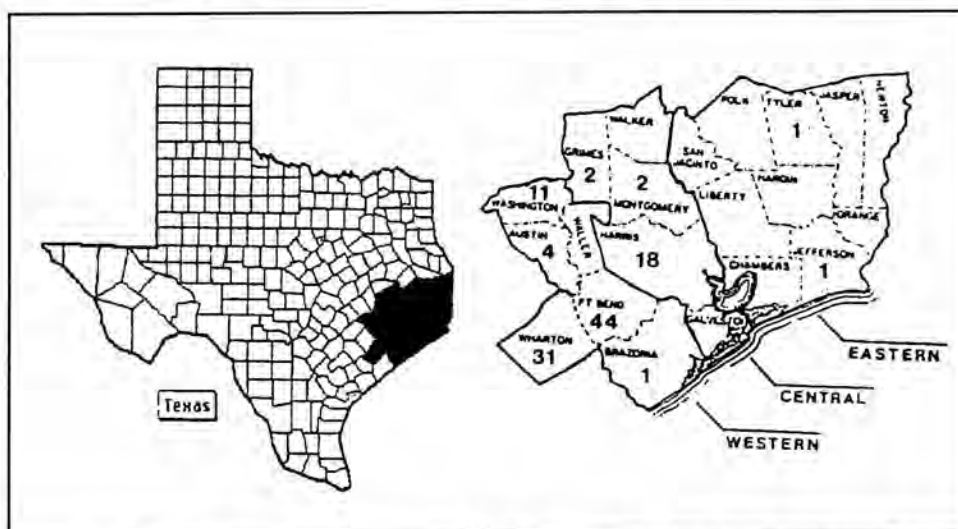 Texas
POLK
TYLER
1
JASPER
NEWTON
WALKER
GRIMES
2
SAN
JACINTO
2
MONTGOMERY
LIBERTY
HARDIN
11
WASHINGTON
ORANGE
WALLER
HARRIS
18
AUSTIN
4
JEFFERSON
1
CHAMBERS
FT BEND
44
GALVES
WHARTON
31
BRAZORIA
1
EASTERN
CENTRAL
WESTERN